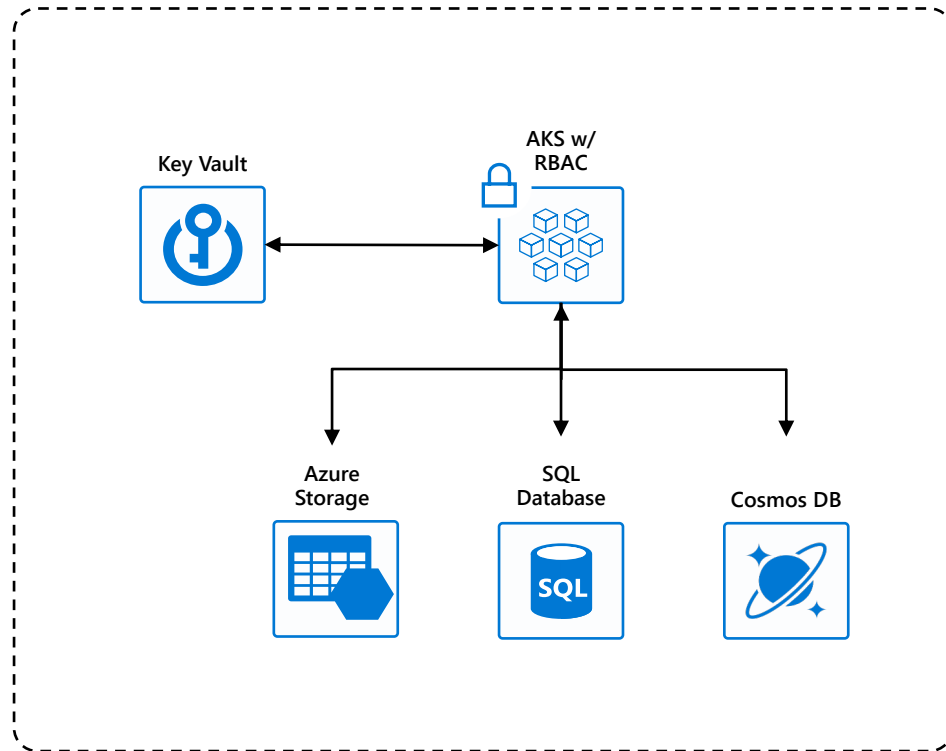 AKS w/
RBAC
Key Vault
Azure
Storage
SQL
Database
Cosmos DB
SQL